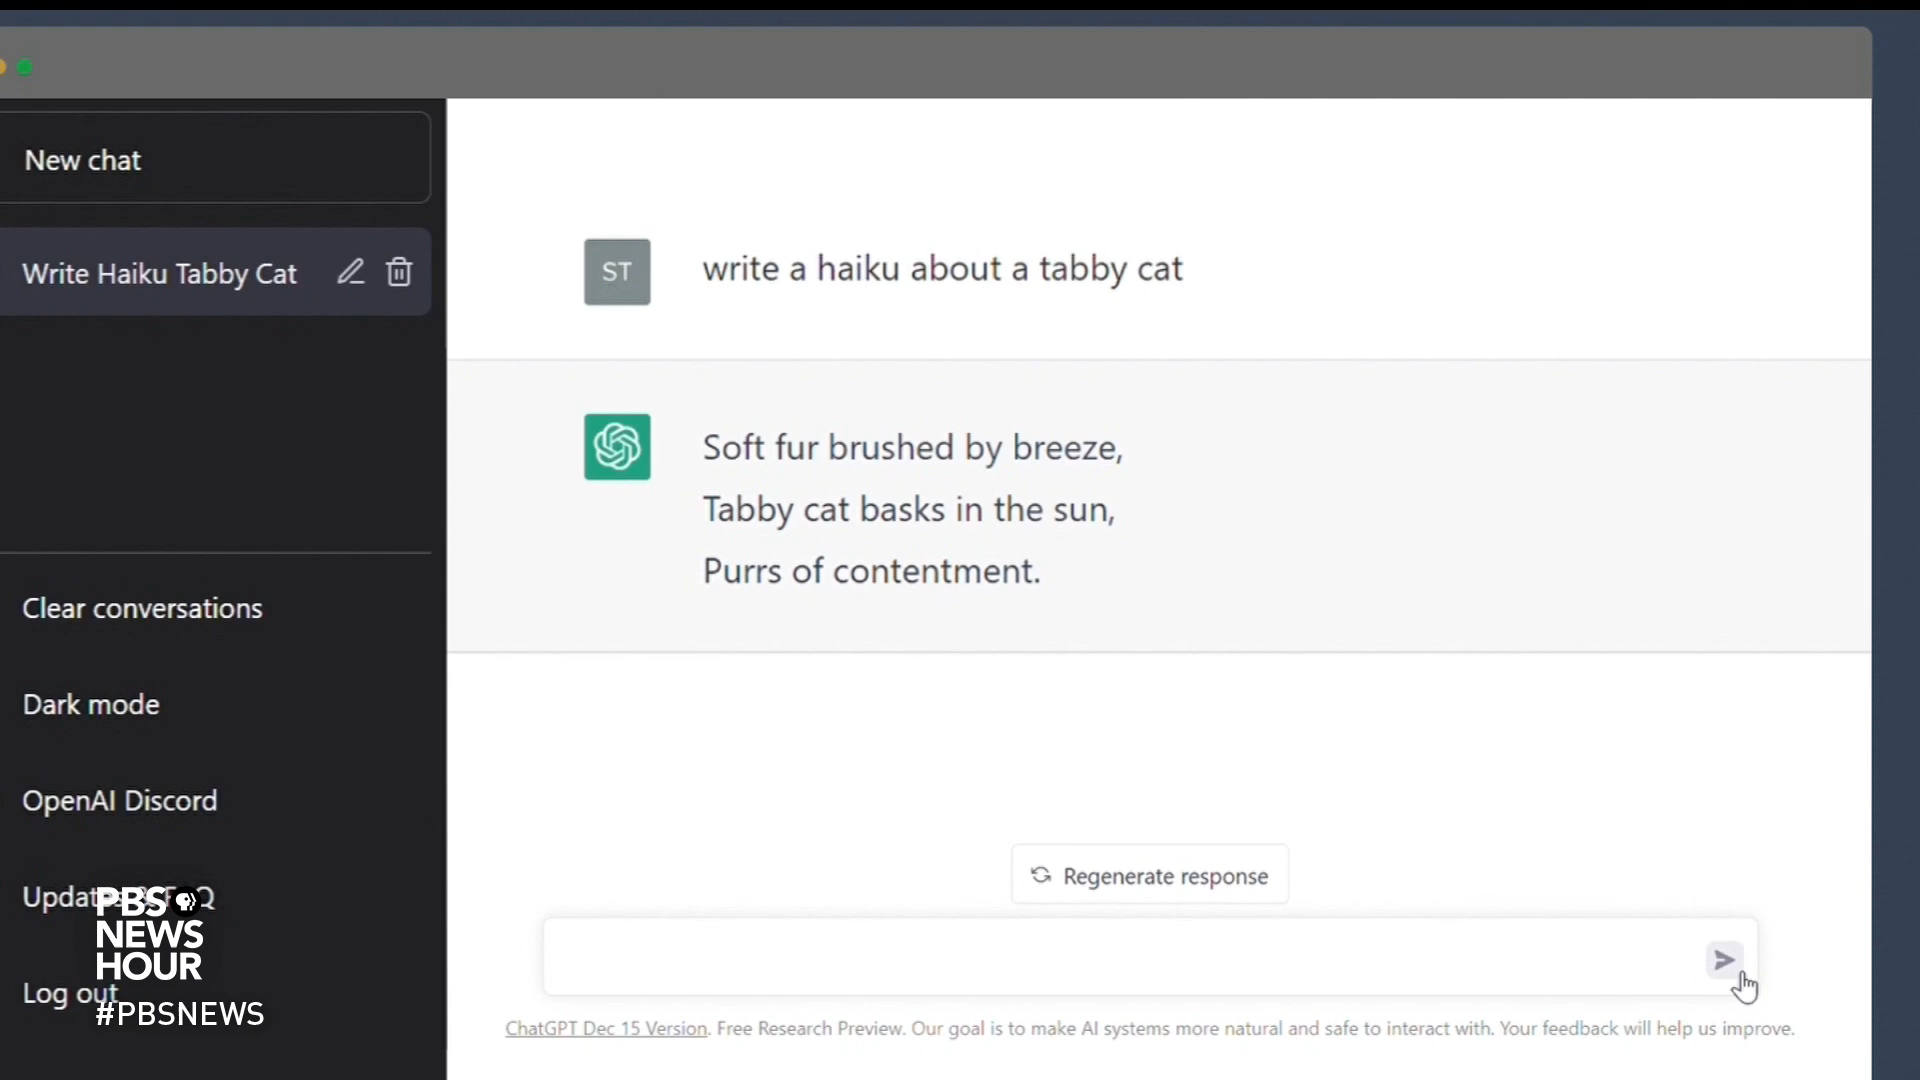 New chat
Write Haiku Tabby Cat
Clear conversations
Dark mode
OpenAI Discord
Log out
ST
write a haiku about a tabby cat
Soft fur brushed by breeze,
Tabby cat basks in the sun,
Purrs of contentment.
Regenerate response
ChatGPT Dec 15 Version. Free Research Preview. Our goal is to make AI systems more natural and safe to interact with. Your feedback will help us improve.
PBS
NEWS
HOUR
#PBSNEWS